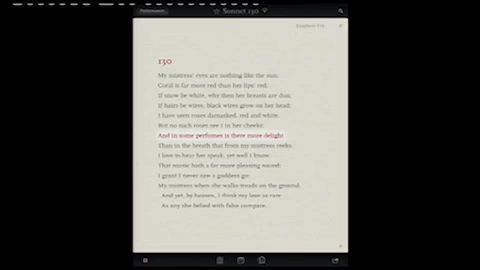 Performances
Sonnet 130
130
My mistress' eyes are nothing like the sun;
Coral is far more red than her lips' red:
If snow be white, why then her breasts are dun;
If hairs be wires, black wires grow on her head:
I have seen roses damasked, red and white,
But no such roses see I in her cheeks;
And in some perfumes is there more delight
Than in the breath that from my mistress reeks.
I love to hear her speak, yet well I know
That music hath a far more pleasing sound:
I grant I never saw a goddess go:
My mistress when she walks treads on the ground.
And yet, by heaven, I think my love as rare
As any she belied with false compare.